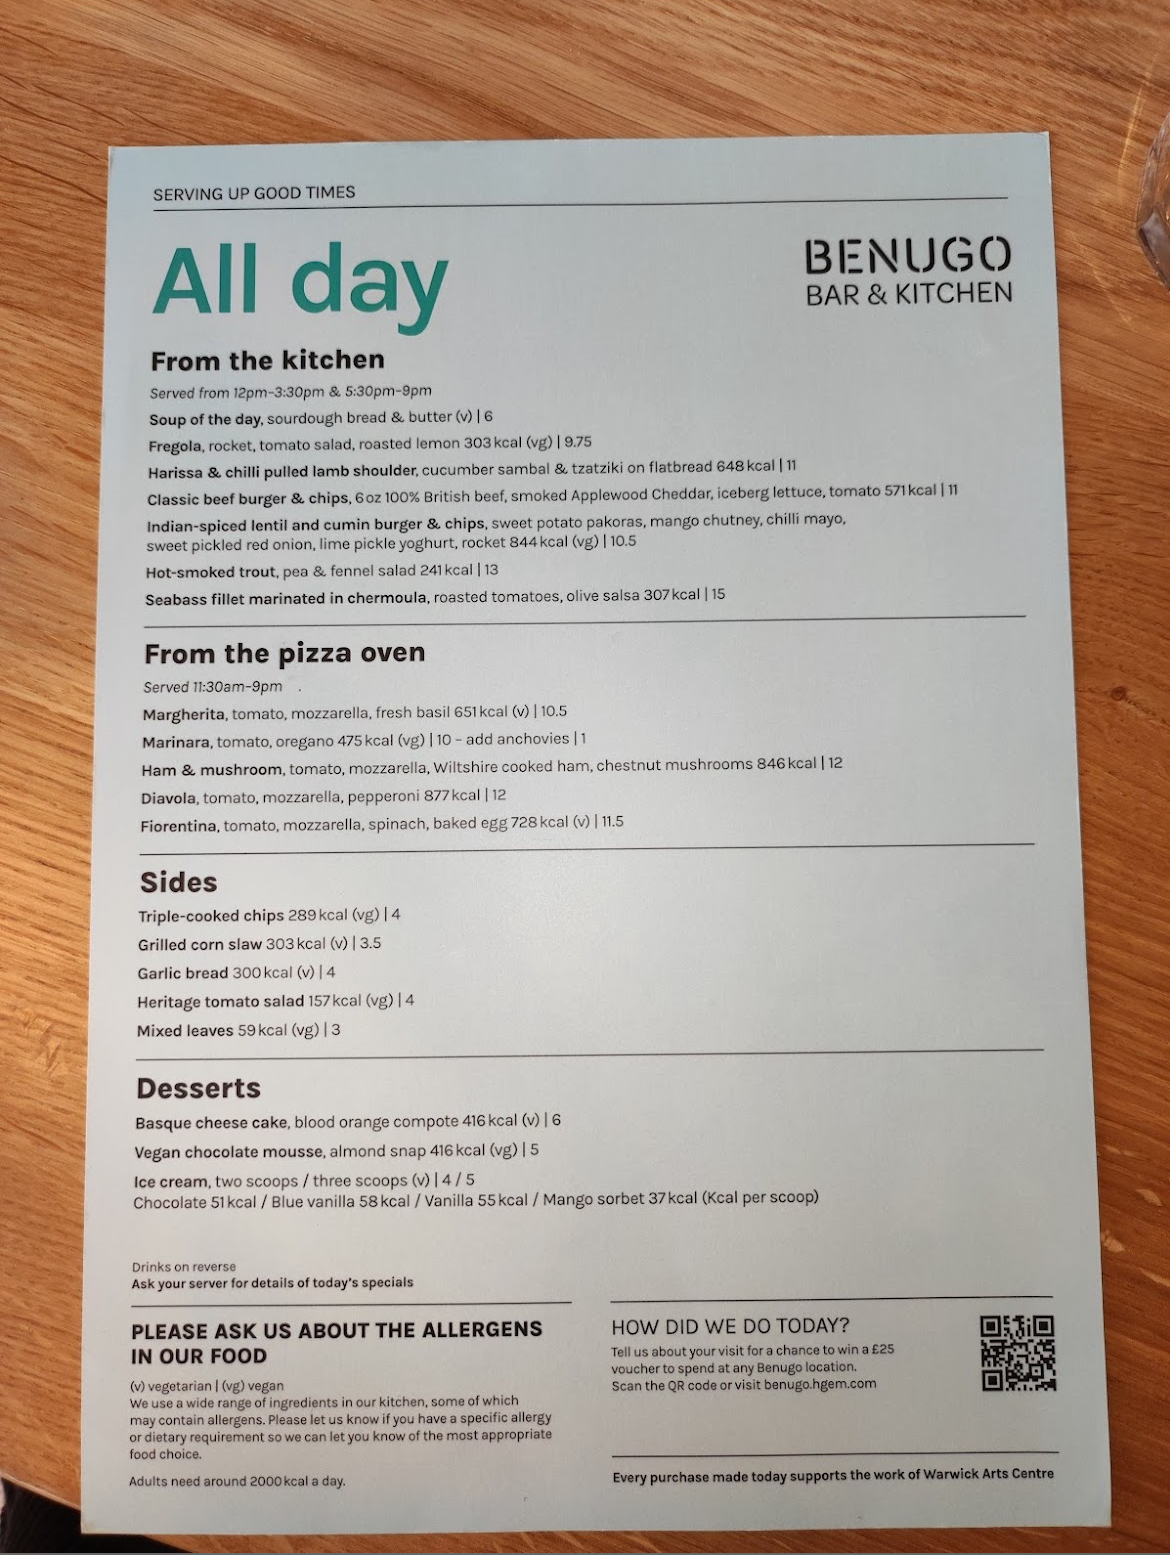 SERVING UP GOOD TIMES
All day
BENUGO
BAR & KITCHEN
From the kitchen
Served from 12pm–3:30pm & 5:30pm–9pm
Soup of the day, sourdough bread & butter (v) | 6
Fregola, rocket, tomato salad, roasted lemon 303 kcal (vg) | 9.75
Harissa & chilli pulled lamb shoulder, cucumber sambal & tzatziki on flatbread 648 kcal | 11
Classic beef burger & chips, 6 oz 100% British beef, smoked Applewood Cheddar, iceberg lettuce, tomato 571 kcal | 11
Indian-spiced lentil and cumin burger & chips, sweet potato pakoras, mango chutney, chilli mayo,
sweet pickled red onion, lime pickle yoghurt, rocket 844 kcal (vg) | 10.5
Hot-smoked trout, pea & fennel salad 241 kcal | 13
Seabass fillet marinated in chermoula, roasted tomatoes, olive salsa 307 kcal | 15
From the pizza oven
Served 11:30am–9pm
Margherita, tomato, mozzarella, fresh basil 651 kcal (v) | 10.5
Marinara, tomato, oregano 475 kcal (vg) | 10 – add anchovies | 1
Ham & mushroom, tomato, mozzarella, Wiltshire cooked ham, chestnut mushrooms 846 kcal | 12
Diavola, tomato, mozzarella, pepperoni 877 kcal | 12
Fiorentina, tomato, mozzarella, spinach, baked egg 728 kcal (v) | 11.5
Sides
Triple-cooked chips 289 kcal (vg) | 4
Grilled corn slaw 303 kcal (v) | 3.5
Garlic bread 300 kcal (v) | 4
Heritage tomato salad 157 kcal (vg) | 4
Mixed leaves 59 kcal (vg) | 3
Desserts
Basque cheese cake, blood orange compote 416 kcal (v) | 6
Vegan chocolate mousse, almond snap 416 kcal (vg) | 5
Ice cream, two scoops / three scoops (v) | 4 / 5
Chocolate 51 kcal / Blue vanilla 58 kcal / Vanilla 55 kcal / Mango sorbet 37 kcal (Kcal per scoop)
Drinks on reverse
Ask your server for details of today's specials
PLEASE ASK US ABOUT THE ALLERGENS
IN OUR FOOD
(v) vegetarian | (vg) vegan
We use a wide range of ingredients in our kitchen, some of which
may contain allergens. Please let us know if you have a specific allergy
or dietary requirement so we can let you know of the most appropriate
food choice.
Adults need around 2000 kcal a day.
HOW DID WE DO TODAY?
Tell us about your visit for a chance to win a £25
voucher to spend at any Benugo location.
Scan the QR code or visit benugo.hgem.com
Every purchase made today supports the work of Warwick Arts Centre